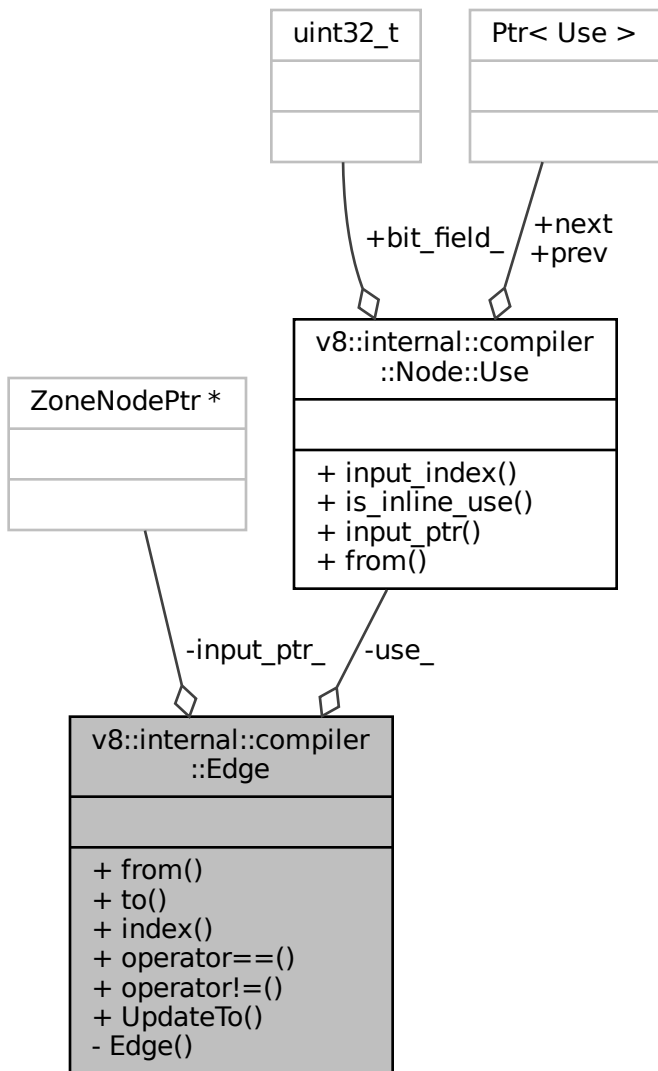 uint32_t
Ptr< Use >
+bit_field_
+next
+prev
v8::internal::compiler
::Node::Use
+ input_index()
+ is_inline_use()
+ input_ptr()
+ from()
ZoneNodePtr *
-input_ptr_
-use_
v8::internal::compiler
::Edge
+ from()
+ to()
+ index()
+ operator==()
+ operator!=()
+ UpdateTo()
- Edge()